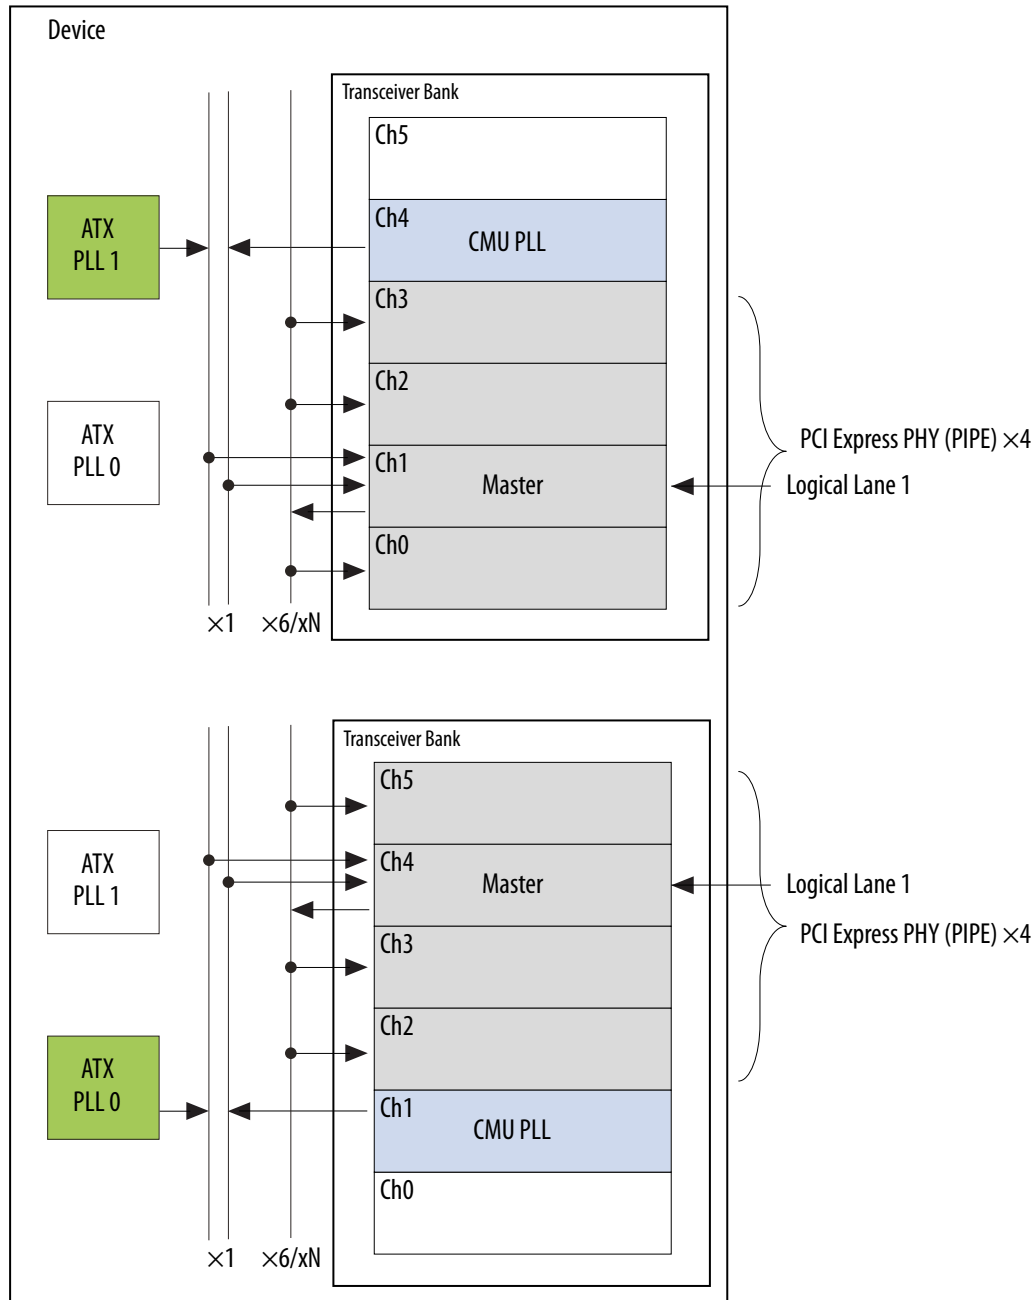 Device
Transceiver Bank
Ch5
ATX
PLL 1
Ch4
CMU PLL
Ch3
Ch2
ATX
PLL 0
Ch1
Master
PCI Express PHY (PIPE) ×4
Logical Lane 1
Ch0
×1
×6/xN
Transceiver Bank
Ch5
ATX
PLL 1
Ch4
Master
Logical Lane 1
PCI Express PHY (PIPE) ×4
Ch3
Ch2
ATX
PLL 0
Ch1
CMU PLL
Ch0
×1
×6/xN